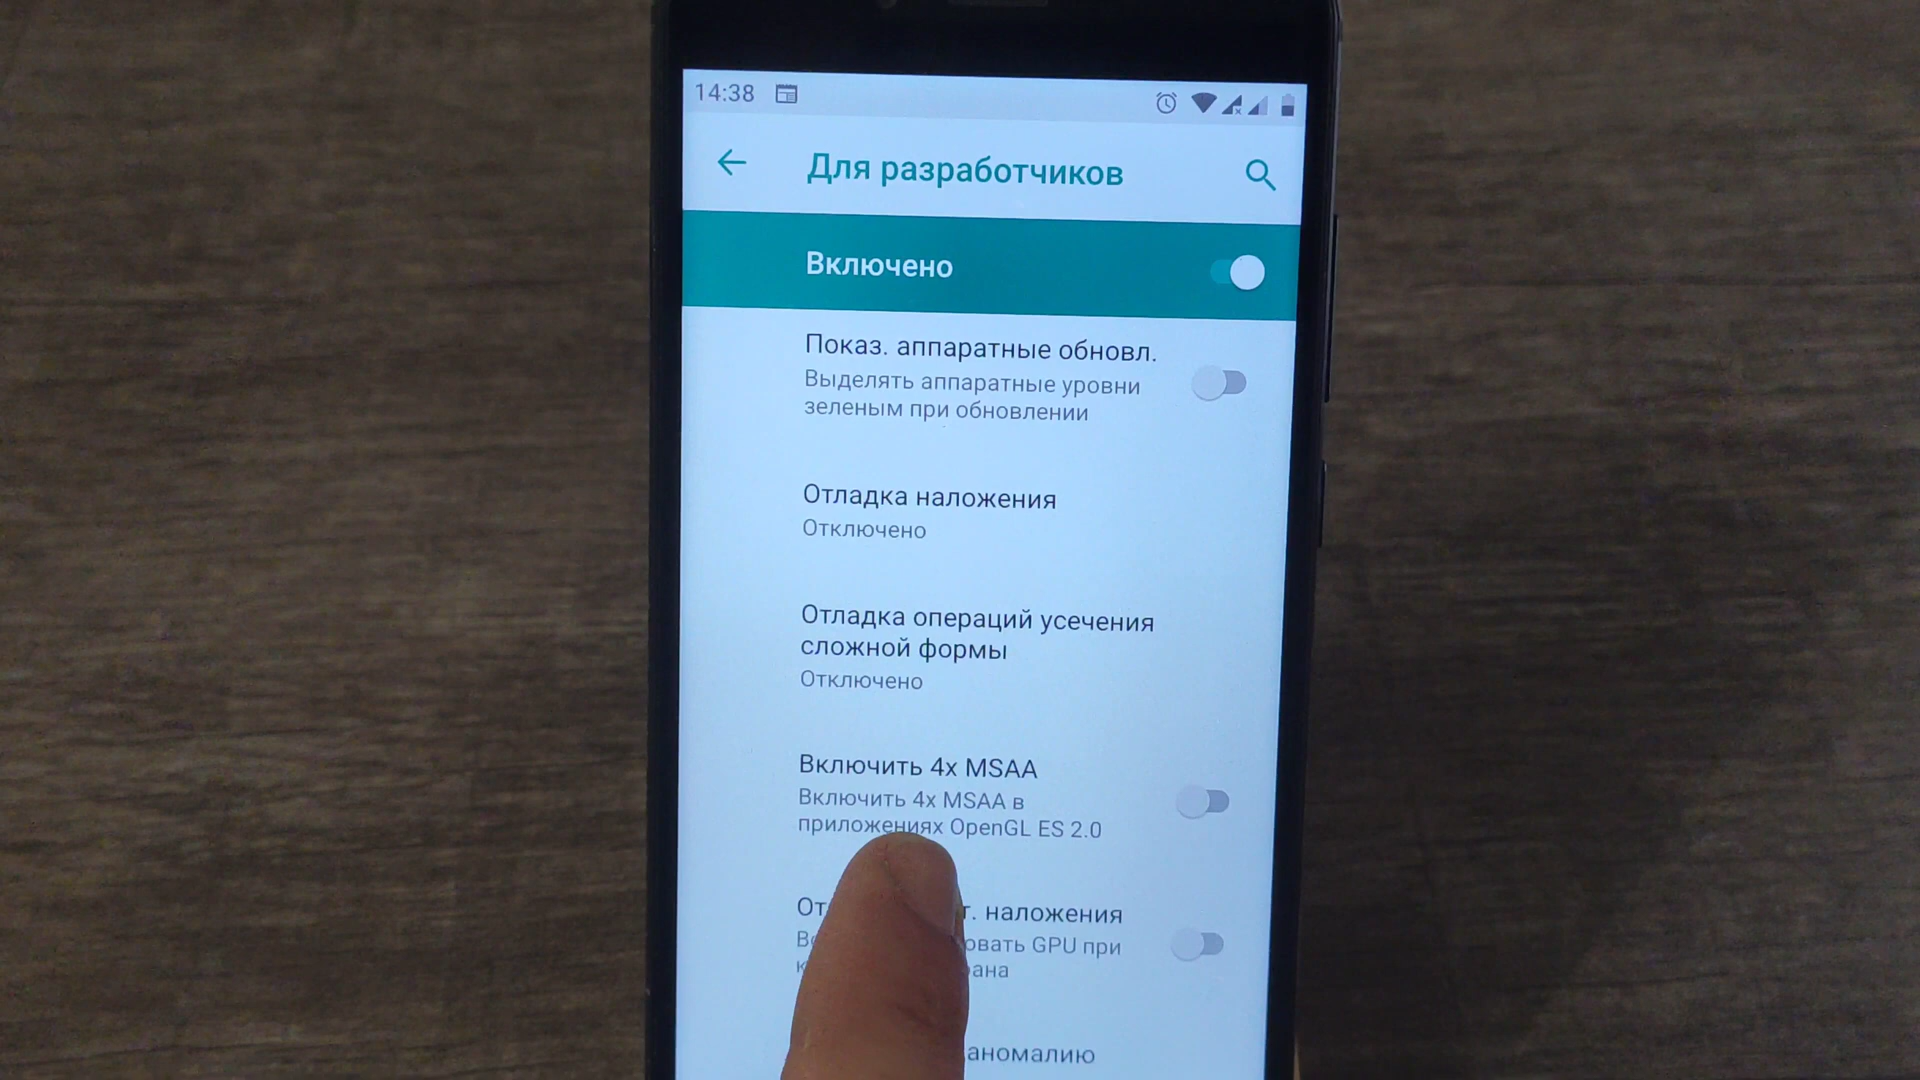 14:38
Для разработчиков
Включено
Показ. аппаратные обновл.
Выделять аппаратные уровни
зеленым при обновлении
Отладка наложения
Отключено
Отладка операций усечения
сложной формы
Отключено
Включить 4x MSAA
Включить 4x MSAA в
приложениях OpenGL ES 2.0
наложения
GPU при
аномалию